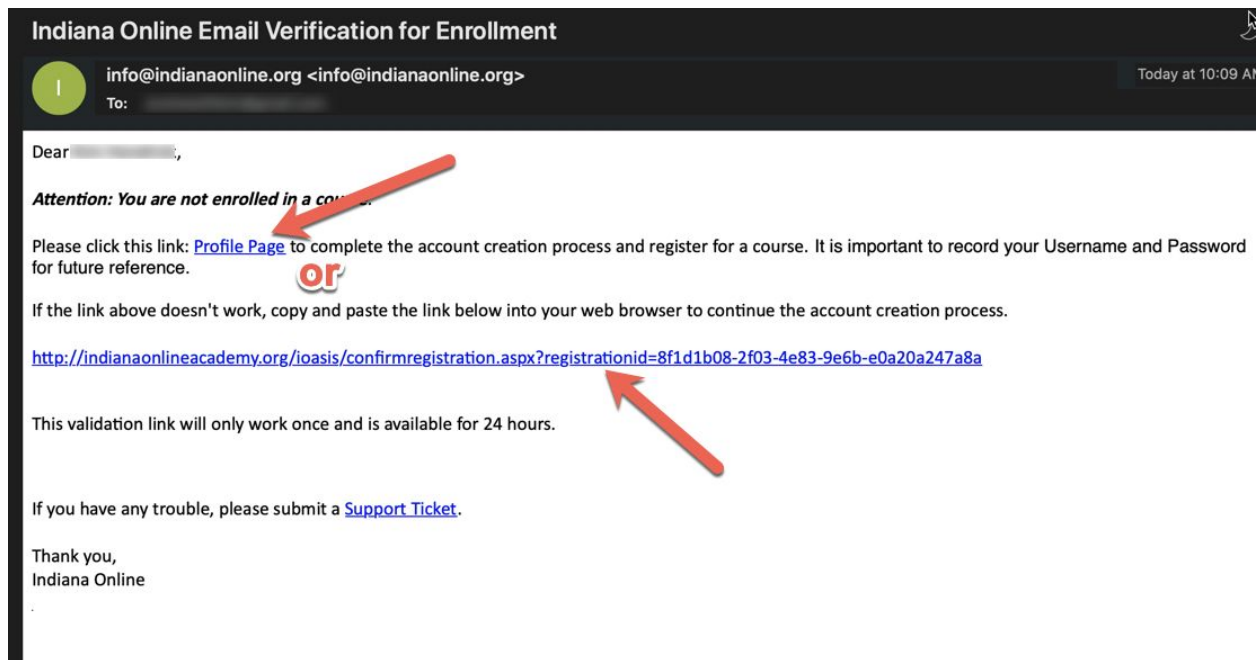 Indiana Online Email Verification for Enrollment
I
info@indianaonline.org <info@indianaonline.org>
Today at 10:09 AM
To:
Dear ,
Attention: You are not enrolled in a
Please click this link: Profile Page to complete the account creation process and register for a course. It is important to record your Username and Password
for future reference.
or
If the link above doesn't work, copy and paste the link below into your web browser to continue the account creation process.
http://indianaonlineacademy.org/ioasis/confirmregistration.aspx?registrationid=8f1d1b08-2f03-4e83-9e6b-e0a20a247a8a
This validation link will only work once and is available for 24 hours.
If you have any trouble, please submit a Support Ticket.
Thank you,
Indiana Online